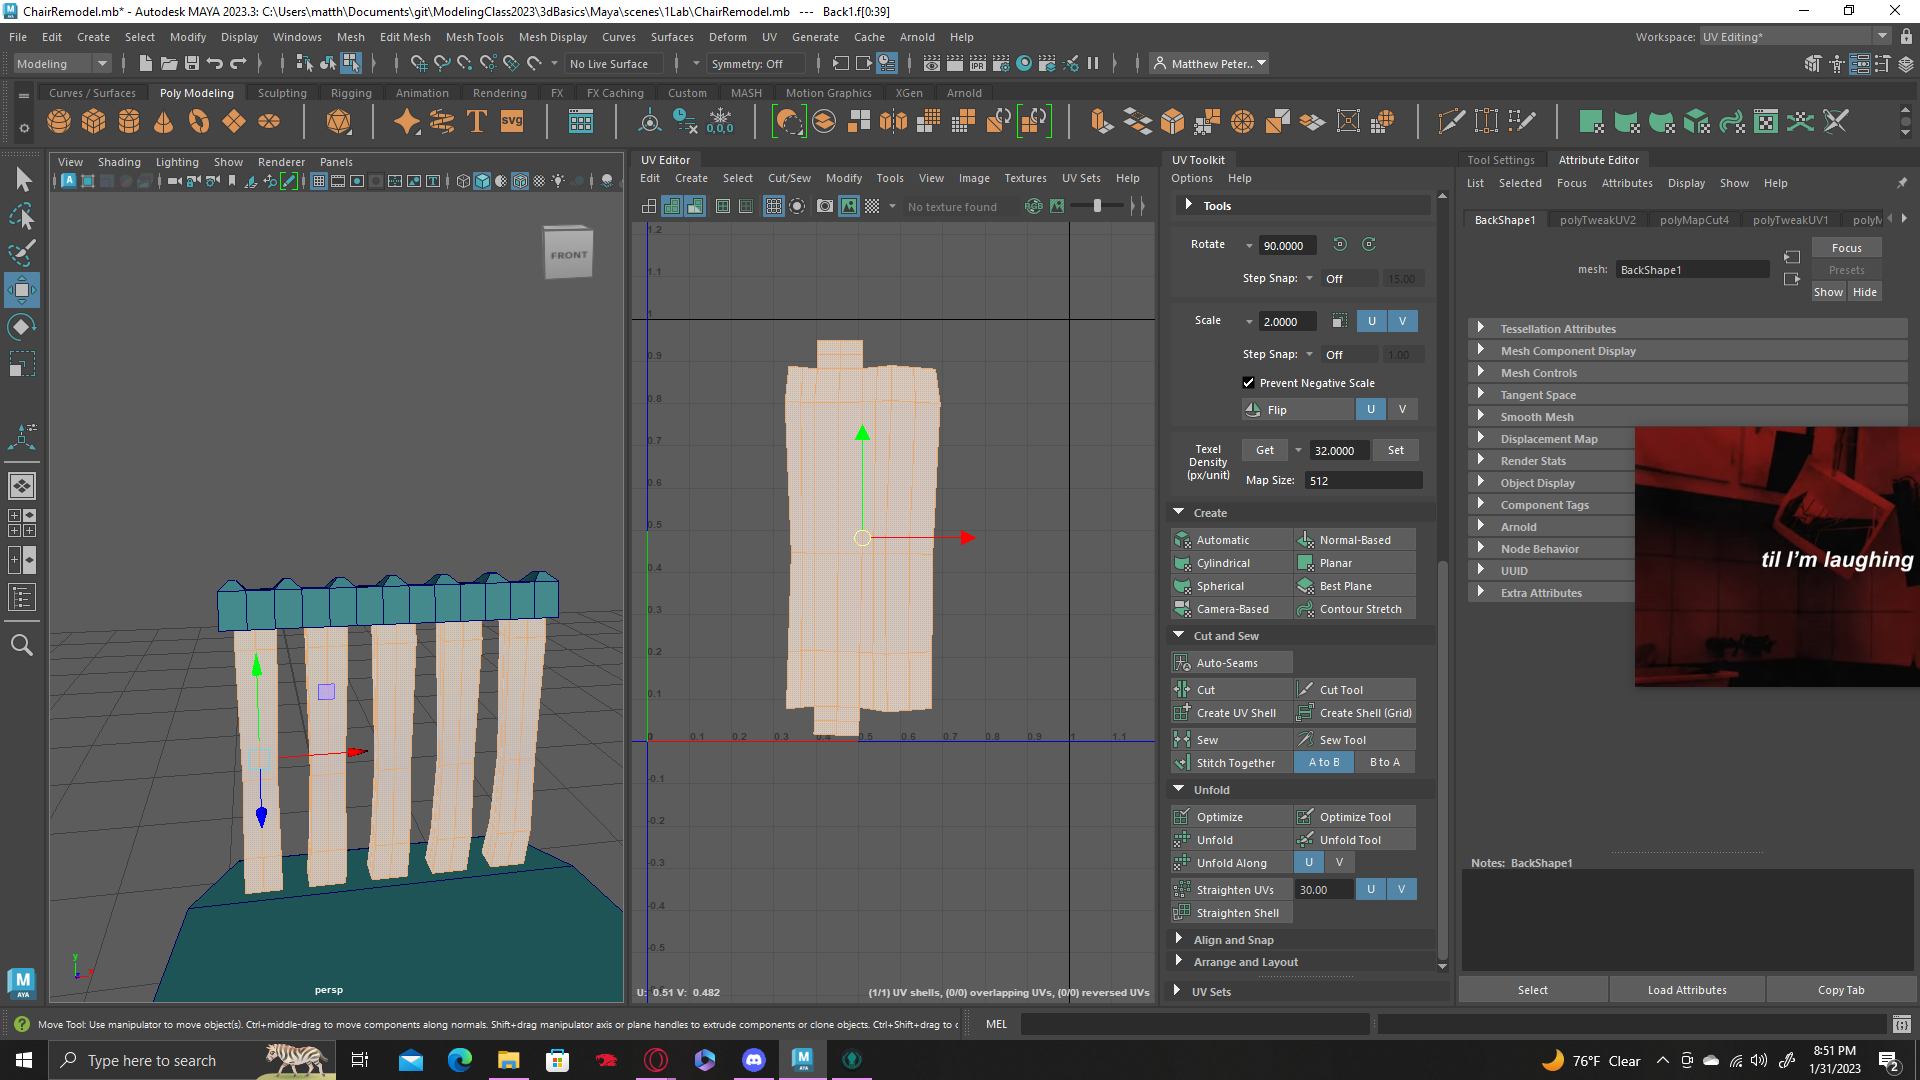 ChairRemodel.mb* - Autodesk MAYA 2023.3: C:\Users\matth\Documents\git\ModelingClass2023\3dBasics\Maya\scenes\1Lab\ChairRemodel.mb --- Back1.f[0:39]
File Edit Create Select Modify Display Windows Mesh Edit Mesh Mesh Tools Mesh Display Curves Surfaces Deform UV Generate Cache Arnold Help Workspace: UV Editing*
Modeling No Live Surface Symmetry: Off Matthew Peter..
Curves / Surfaces Poly Modeling Sculpting Rigging Animation Rendering FX FX Caching Custom MASH Motion Graphics XGen Arnold
View Shading Lighting Show Renderer Panels
FRONT
persp
UV Editor
Edit Create Select Cut/Sew Modify Tools View Image Textures UV Sets Help
No texture found
1.2
1.1
1
0.9
0.8
0.7
0.6
0.5
0.4
0.3
0.2
0.1
0 0.1 0.2 0.3 0.4 0.5 0.6 0.7 0.8 0.9 1 1.1
-0.1
-0.2
-0.3
-0.4
-0.5
U: 0.51 V: 0.482 (1/1) UV shells, (0/0) overlapping UVs, (0/0) reversed UVs
UV Toolkit
Options Help
Tools
Rotate 90.0000
Step Snap: Off 15.00
Scale 2.0000 U V
Step Snap: Off 1.00
Prevent Negative Scale
Flip U V
Texel Density (px/unit) Get 32.0000 Set
Map Size: 512
Create
Automatic Normal-Based
Cylindrical Planar
Spherical Best Plane
Camera-Based Contour Stretch
Cut and Sew
Auto-Seams
Cut Cut Tool
Create UV Shell Create Shell (Grid)
Sew Sew Tool
Stitch Together A to B B to A
Unfold
Optimize Optimize Tool
Unfold Unfold Tool
Unfold Along U V
Straighten UVs 30.00 U V
Straighten Shell
Align and Snap
Arrange and Layout
UV Sets
Tool Settings Attribute Editor
List Selected Focus Attributes Display Show Help
BackShape1 polyTweakUV2 polyMapCut4 polyTweakUV1
mesh: BackShape1
Focus
Presets
Show Hide
Tessellation Attributes
Mesh Component Display
Mesh Controls
Tangent Space
Smooth Mesh
Displacement Map
Render Stats
Object Display
Component Tags
Arnold
Node Behavior
UUID
Extra Attributes
til I'm laughing
Notes: BackShape1
Select Load Attributes Copy Tab
Move Tool: Use manipulator to move object(s). Ctrl+middle-drag to move components along normals. Shift+drag manipulator axis or plane handles to extrude components or clone objects. Ctrl+Shift+drag to c
MEL
Type here to search
76°F Clear
8:51 PM
1/31/2023
2